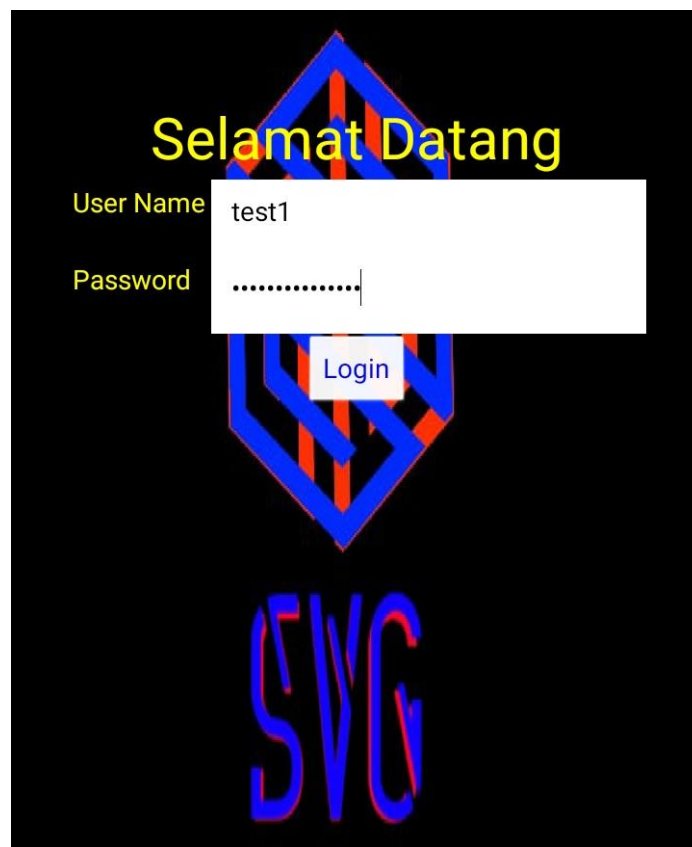 Selamat Datang
User Name test1
Password •••••••••••••••
Login
SVG